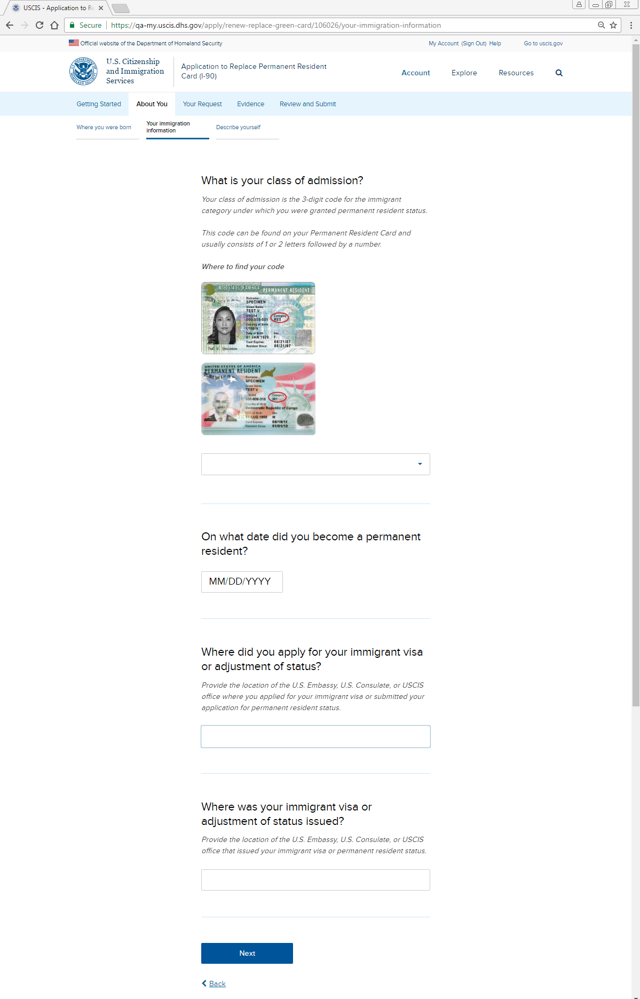 USCIS - Application to Re
Secure
https://qa-my.uscis.dhs.gov/apply/renew-replace-green-card/106026/your-immigration-information
Official website of the Department of Homeland Security
My Account (Sign Out) Help
Go to uscis.gov
U.S. Citizenship
and Immigration
Services
Application to Replace Permanent Resident
Card (I-90)
Account
Explore
Resources
Getting Started
About You
Your Request
Evidence
Review and Submit
Where you were born
Your immigration
information
Describe yourself
What is your class of admission?
Your class of admission is the 3-digit code for the immigrant
category under which you were granted permanent resident status.
This code can be found on your Permanent Resident Card and
usually consists of 1 or 2 letters followed by a number.
Where to find your code
UNITED STATES OF AMERICA
PERMANENT RESIDENT
Surname
SPECIMEN
Given Name
TEST V
USCIS# Category
000-000-001 RE8
Country of Birth
Utopia
Date of Birth Sex
01 JAN 1920 F
Card Expires: 08/21/07
Resident Since: 08/21/07
Test V. Specimen
UNITED STATES OF AMERICA
PERMANENT RESIDENT
Surname
SPECIMEN
Given Name
TEST V
Category
000-000-318 IR1
Country of Birth
Democratic Republic of Congo
Date of Birth Sex
17 AUG 1958 M
Card Expires: 05/10/11
Resident Since: 01/01/10
On what date did you become a permanent
resident?
MM/DD/YYYY
Where did you apply for your immigrant visa
or adjustment of status?
Provide the location of the U.S. Embassy, U.S. Consulate, or USCIS
office where you applied for your immigrant visa or submitted your
application for permanent resident status.
Where was your immigrant visa or
adjustment of status issued?
Provide the location of the U.S. Embassy, U.S. Consulate, or USCIS
office that issued your immigrant visa or permanent resident status.
Next
Back